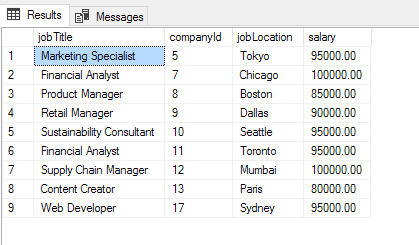 Results Messages
jobTitle companyId jobLocation salary
1 Marketing Specialist 5 Tokyo 95000.00
2 Financial Analyst 7 Chicago 100000.00
3 Product Manager 8 Boston 85000.00
4 Retail Manager 9 Dallas 90000.00
5 Sustainability Consultant 10 Seattle 95000.00
6 Financial Analyst 11 Toronto 95000.00
7 Supply Chain Manager 12 Mumbai 100000.00
8 Content Creator 13 Paris 80000.00
9 Web Developer 17 Sydney 95000.00